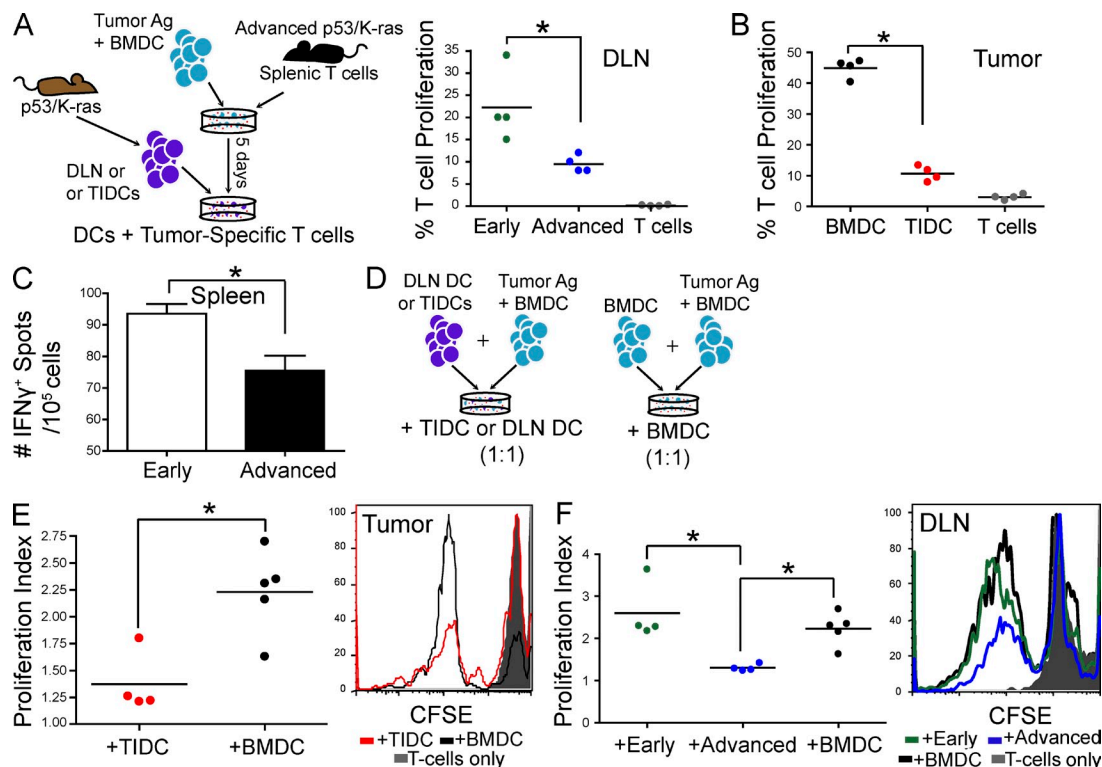 A
Tumor Ag
+ BMDC
Advanced p53/K-ras
Splenic T cells
p53/K-ras
DLN or
or TIDCs
5 days
DCs + Tumor-Specific T cells
% T cell Proliferation
35
30
25
20
15
10
5
0
*
DLN
Early
Advanced
T cells
B
% T cell Proliferation
50
40
30
20
10
0
*
Tumor
BMDC
TIDC
T cells
C
# IFNγ+ Spots
/10⁵ cells
100
90
80
70
60
50
*
Spleen
Early
Advanced
D
DLN DC
or TIDCs
Tumor Ag
+ BMDC
+
+ TIDC or DLN DC
(1:1)
BMDC
Tumor Ag
+ BMDC
+
+ BMDC
(1:1)
E
Proliferation Index
2.75
2.50
2.25
2.00
1.75
1.50
1.25
1.00
*
+TIDC
+BMDC
Tumor
100
80
60
40
20
0
CFSE
+TIDC +BMDC
T-cells only
F
Proliferation Index
4
3
2
1
0
*
*
+Early
+Advanced
+BMDC
DLN
100
80
60
40
20
0
CFSE
+Early +Advanced
+BMDC T-cells only